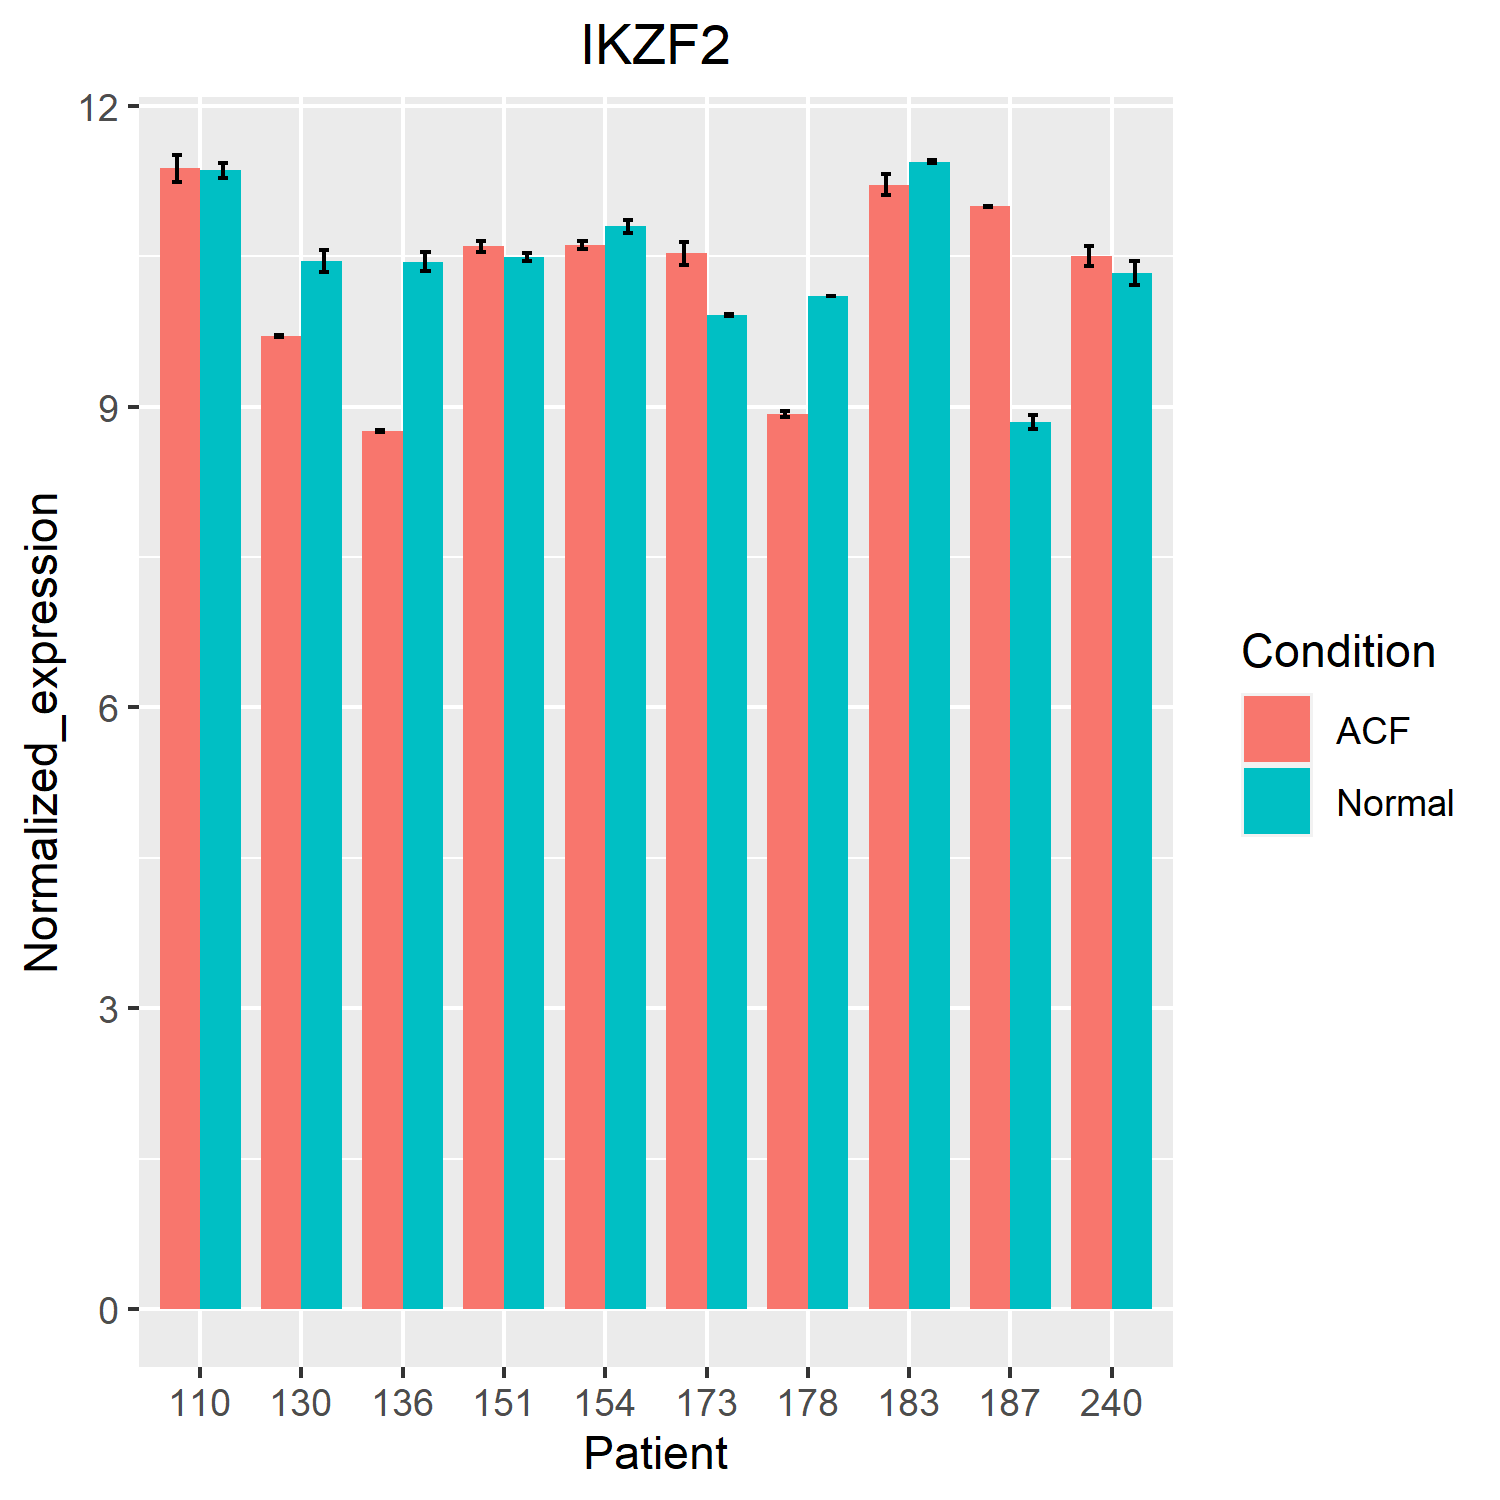 IKZF2
12
9
6
3
0
Normalized_expression
110 130 136 151 154 173 178 183 187 240
Patient
Condition
ACF
Normal